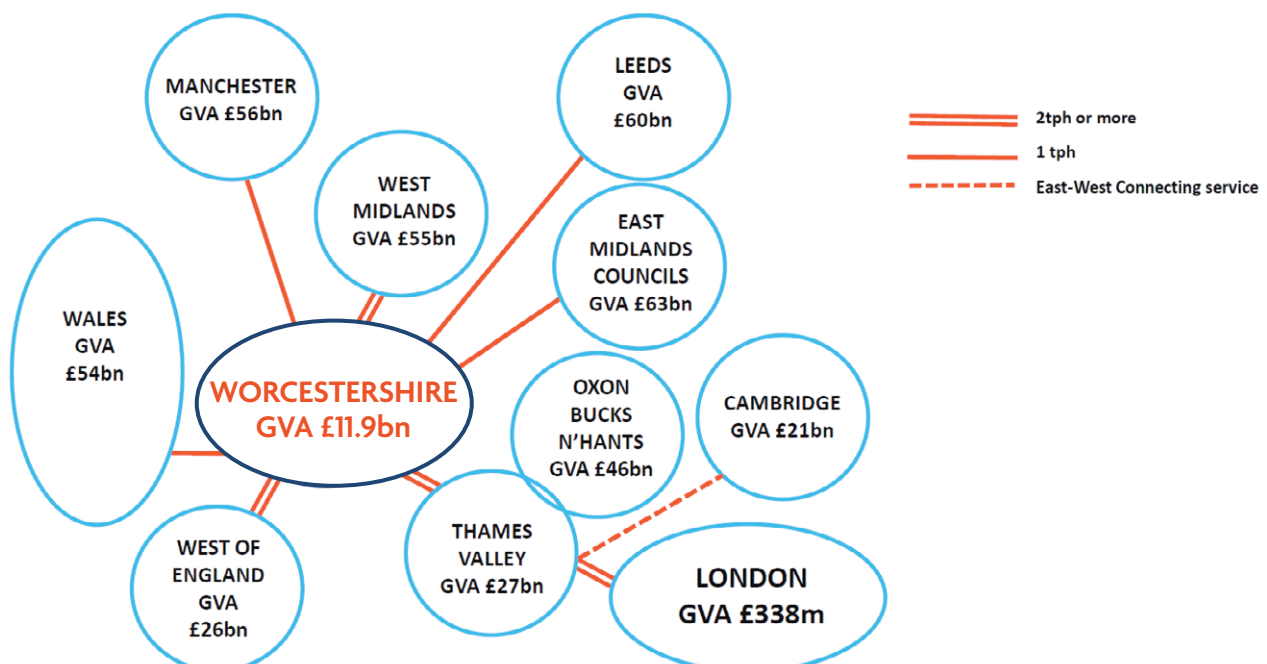 MANCHESTER
GVA £56bn
LEEDS
GVA
£60bn
2tph or more
1 tph
East-West Connecting service
WEST
MIDLANDS
GVA £55bn
EAST
MIDLANDS
COUNCILS
GVA £63bn
WALES
GVA
£54bn
WORCESTERSHIRE
GVA £11.9bn
OXON
BUCKS
N'HANTS
GVA £46bn
CAMBRIDGE
GVA £21bn
WEST OF
ENGLAND
GVA
£26bn
THAMES
VALLEY
GVA £27bn
LONDON
GVA £338m